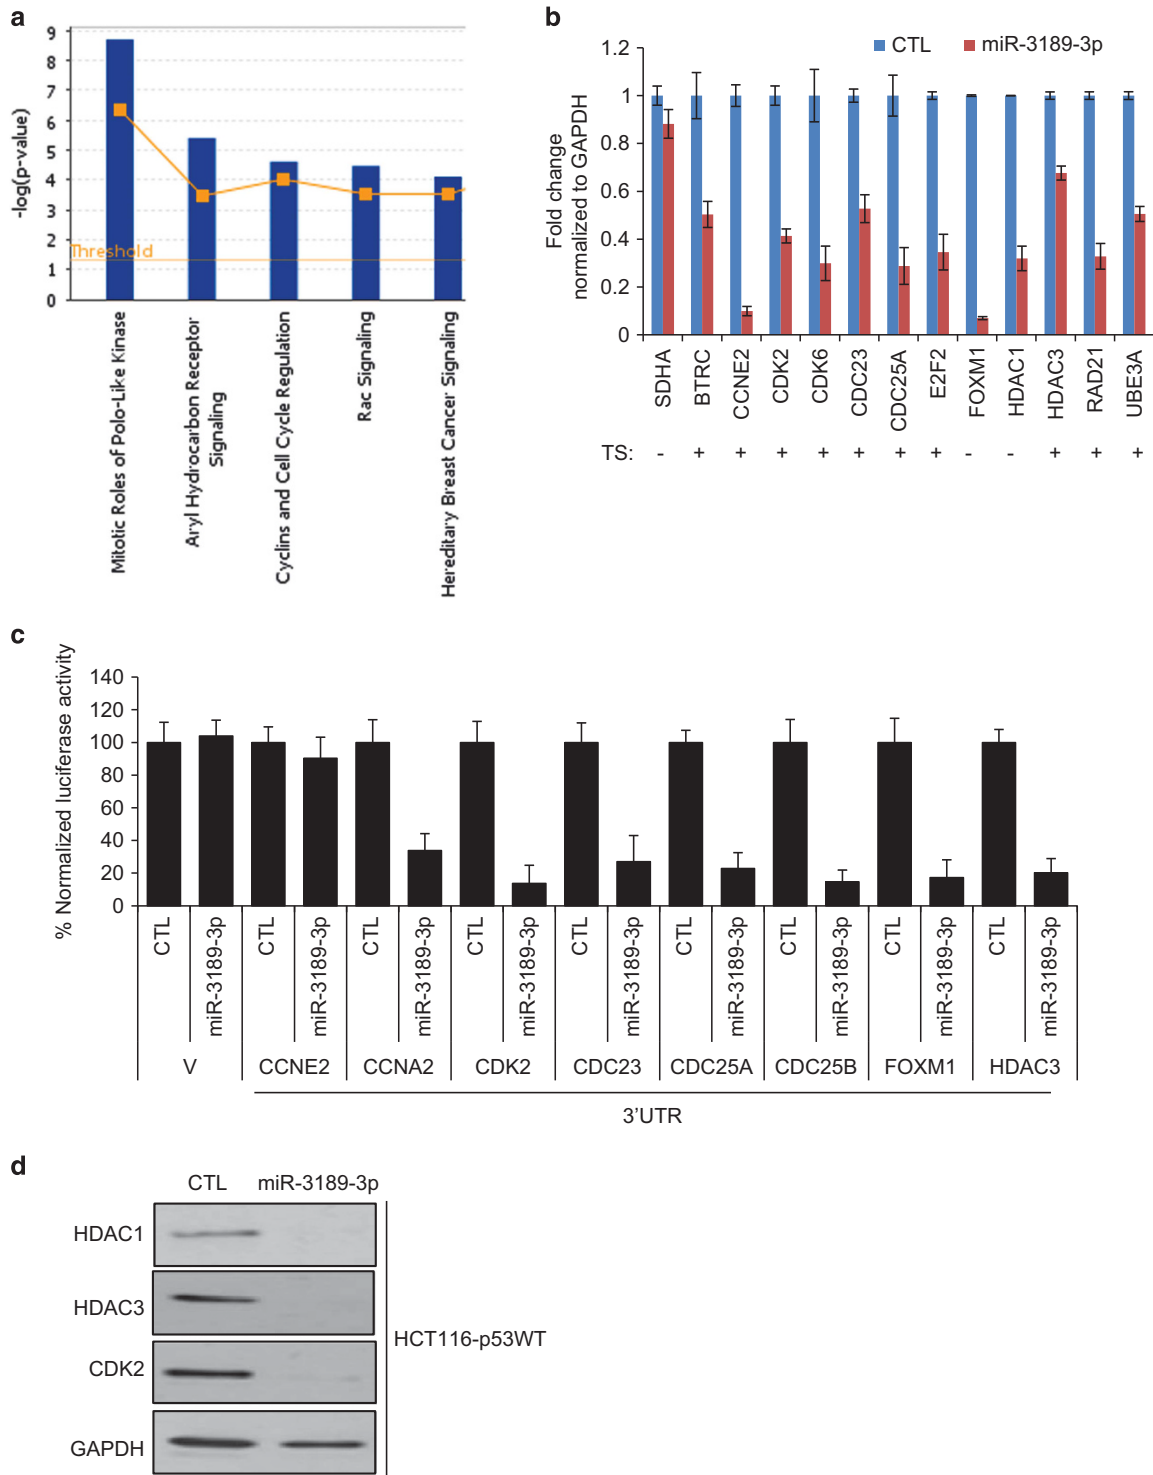 a
9
8
7
6
5
4
3
2
1
0
-log(p-value)
Threshold
Mitotic Roles of Polo-Like Kinase
Aryl Hydrocarbon Receptor
Signaling
Cyclins and Cell Cycle Regulation
Rac Signaling
Hereditary Breast Cancer Signaling
b
CTL
miR-3189-3p
1.2
1
0.8
0.6
0.4
0.2
0
Fold change
normalized to GAPDH
SDHA
BTRC
CCNE2
CDK2
CDK6
CDC23
CDC25A
E2F2
FOXM1
HDAC1
HDAC3
RAD21
UBE3A
TS: - + + + + + + + - - + + +
c
% Normalized luciferase activity
140
120
100
80
60
40
20
0
CTL
miR-3189-3p
CTL
miR-3189-3p
CTL
miR-3189-3p
CTL
miR-3189-3p
CTL
miR-3189-3p
CTL
miR-3189-3p
CTL
miR-3189-3p
CTL
miR-3189-3p
CTL
miR-3189-3p
V CCNE2 CCNA2 CDK2 CDC23 CDC25A CDC25B FOXM1 HDAC3
3'UTR
d
CTL miR-3189-3p
HDAC1
HDAC3
CDK2
GAPDH
HCT116-p53WT